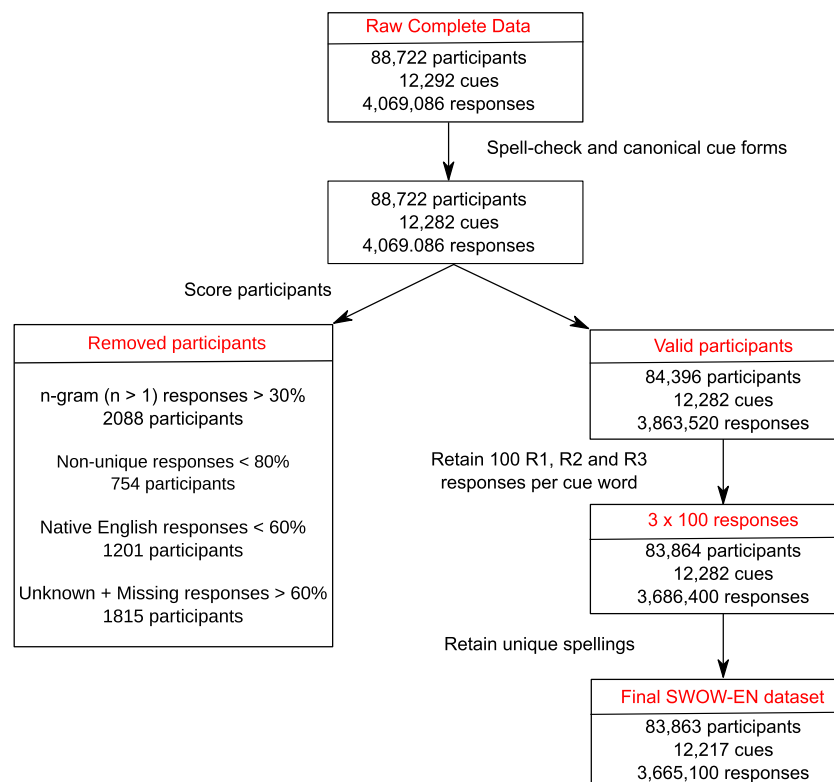 Raw Complete Data
88,722 participants
12,292 cues
4,069,086 responses
Spell-check and canonical cue forms
88,722 participants
12,282 cues
4,069.086 responses
Score participants
Removed participants
n-gram (n > 1) responses > 30%
2088 participants
Non-unique responses < 80%
754 participants
Native English responses < 60%
1201 participants
Unknown + Missing responses > 60%
1815 participants
Valid participants
84,396 participants
12,282 cues
3,863,520 responses
Retain 100 R1, R2 and R3
responses per cue word
3 x 100 responses
83,864 participants
12,282 cues
3,686,400 responses
Retain unique spellings
Final SWOW-EN dataset
83,863 participants
12,217 cues
3,665,100 responses